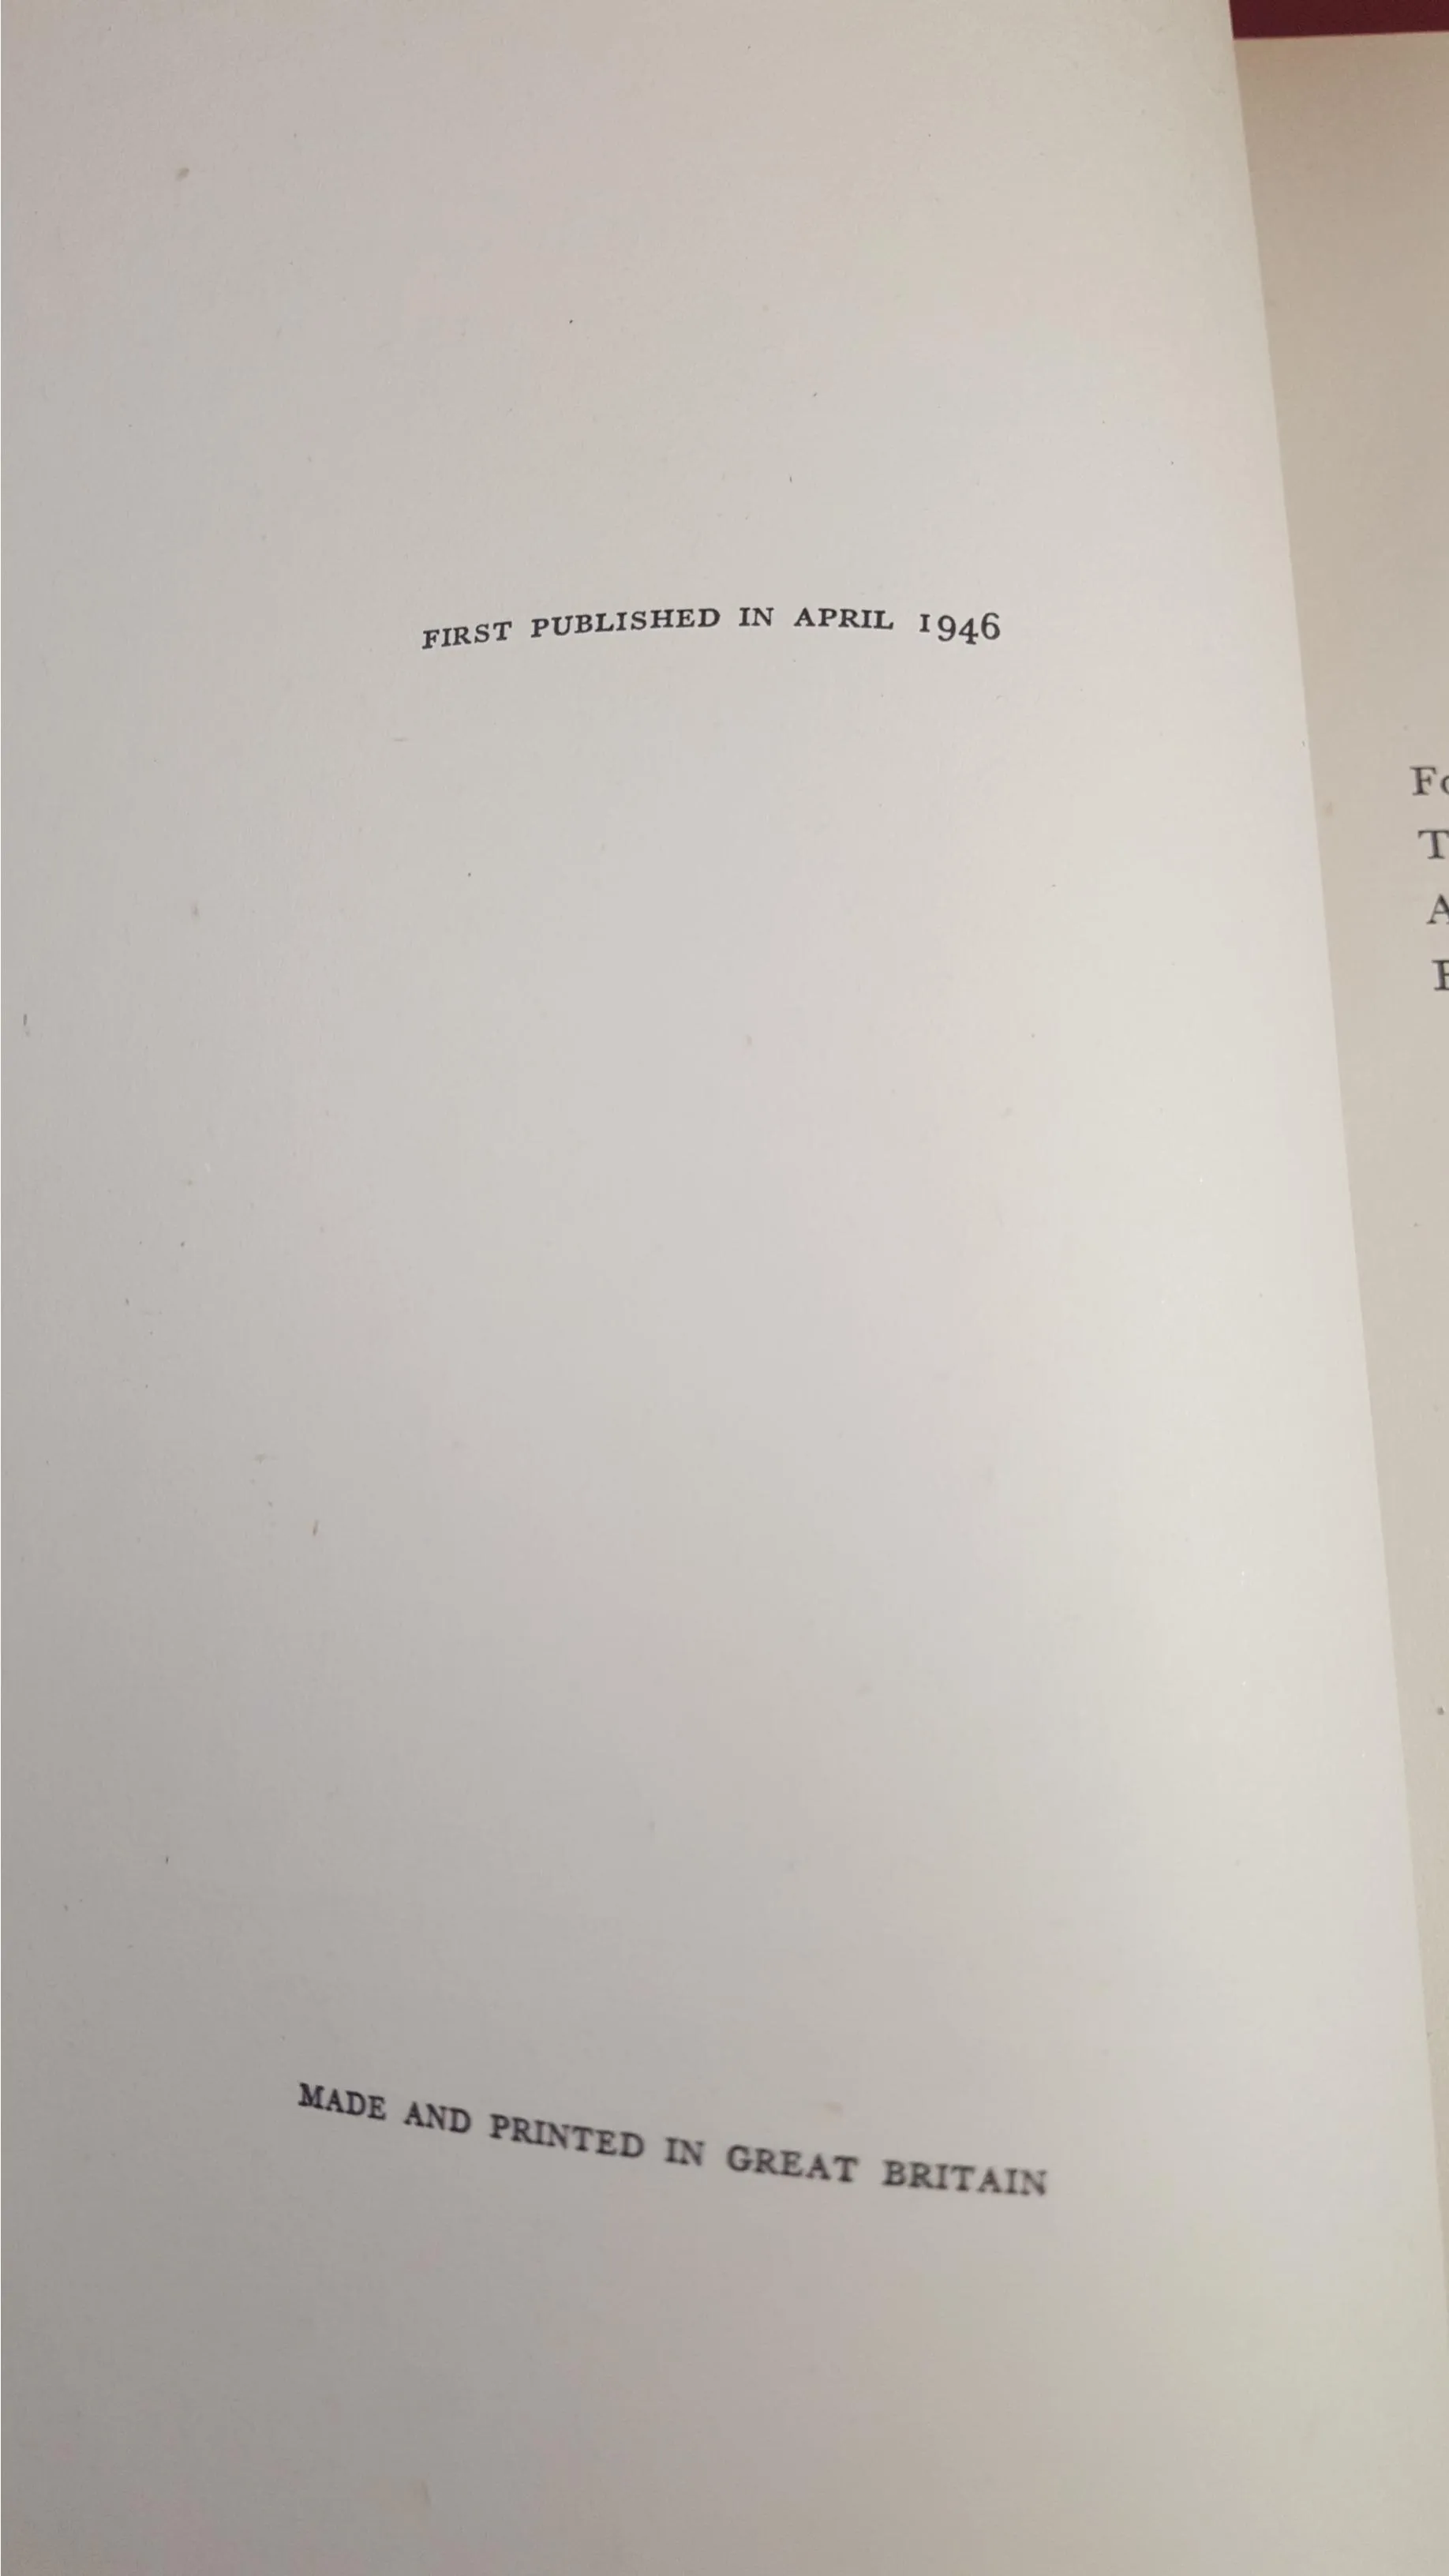 FIRST PUBLISHED IN APRIL 1946
MADE AND PRINTED IN GREAT BRITAIN